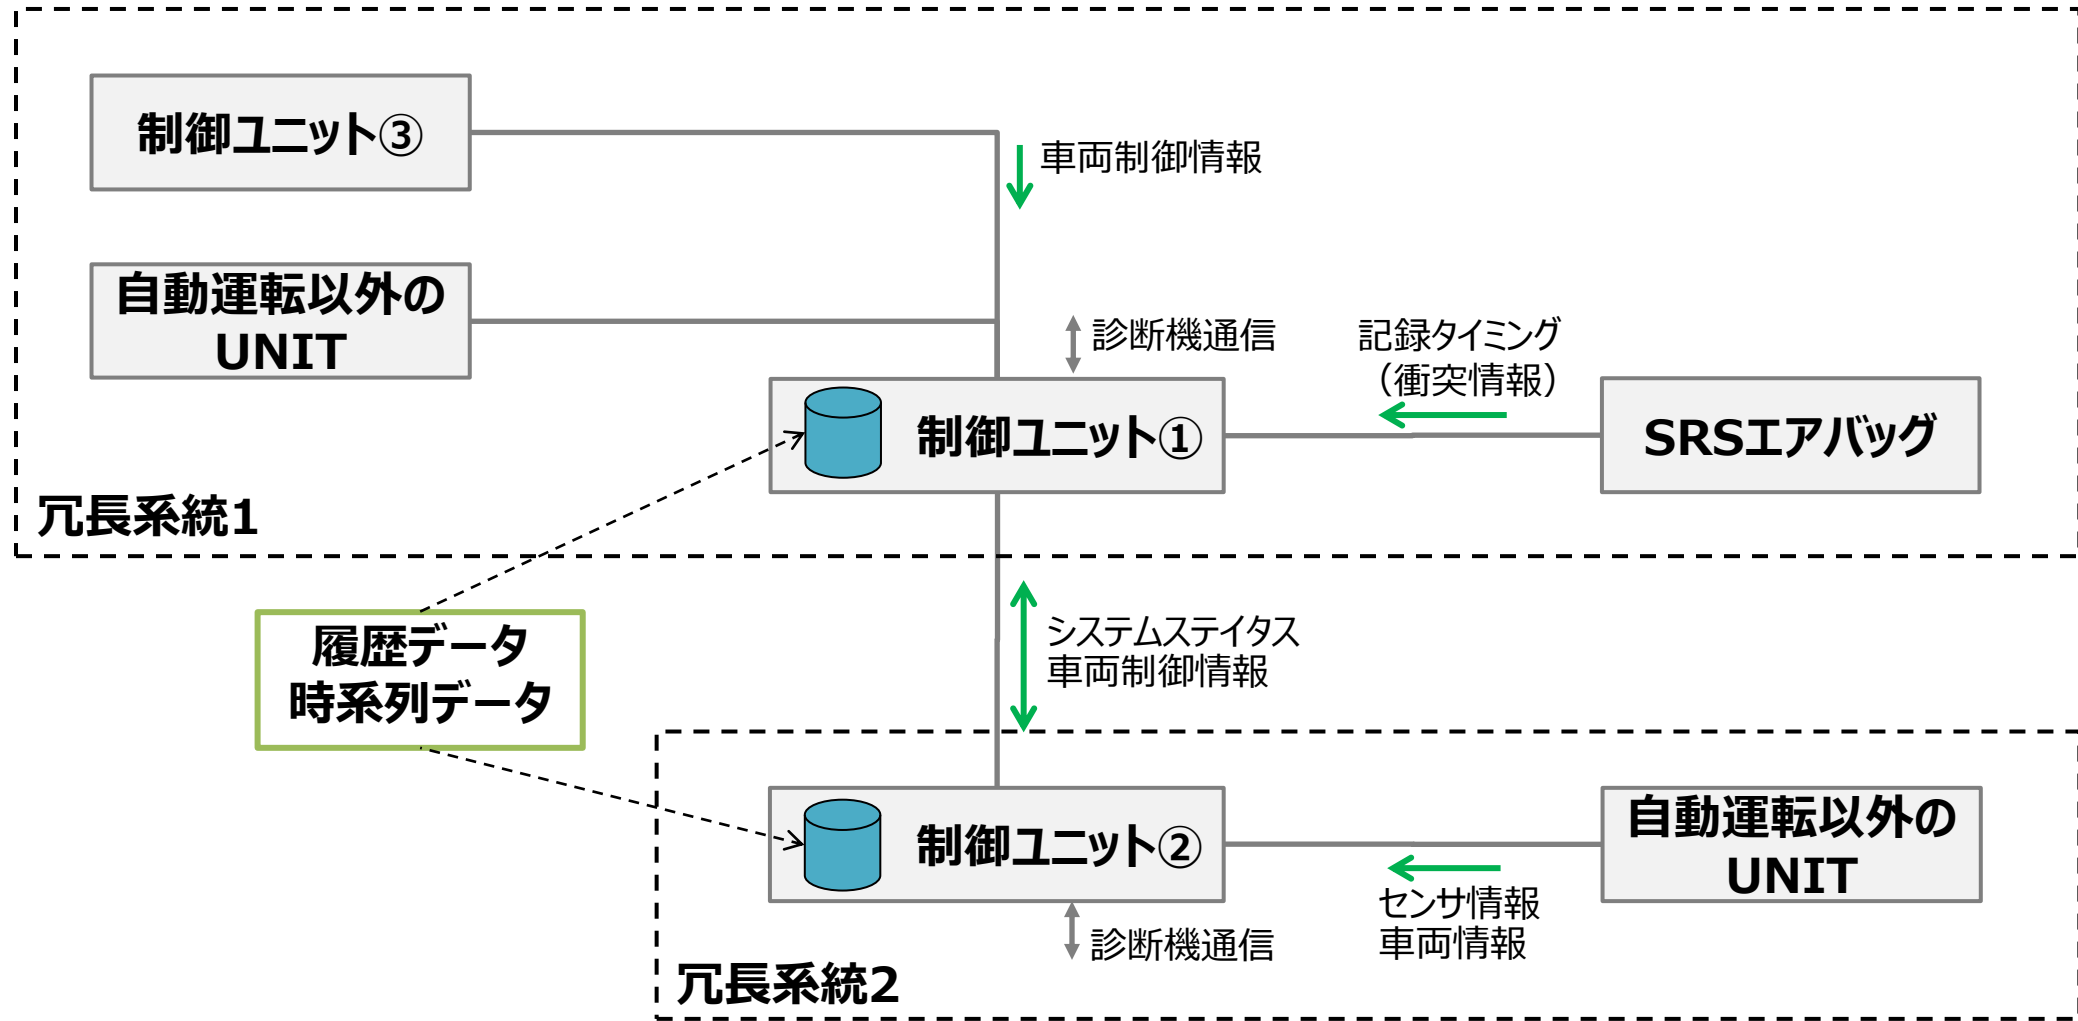 制御ユニット③
車両制御情報
自動運転以外の
UNIT
診断機通信
記録タイミング
（衝突情報）
制御ユニット①
SRSエアバッグ
冗長系統1
履歴データ
時系列データ
システムステイタス
車両制御情報
制御ユニット②
自動運転以外の
UNIT
センサ情報
車両情報
診断機通信
冗長系統2